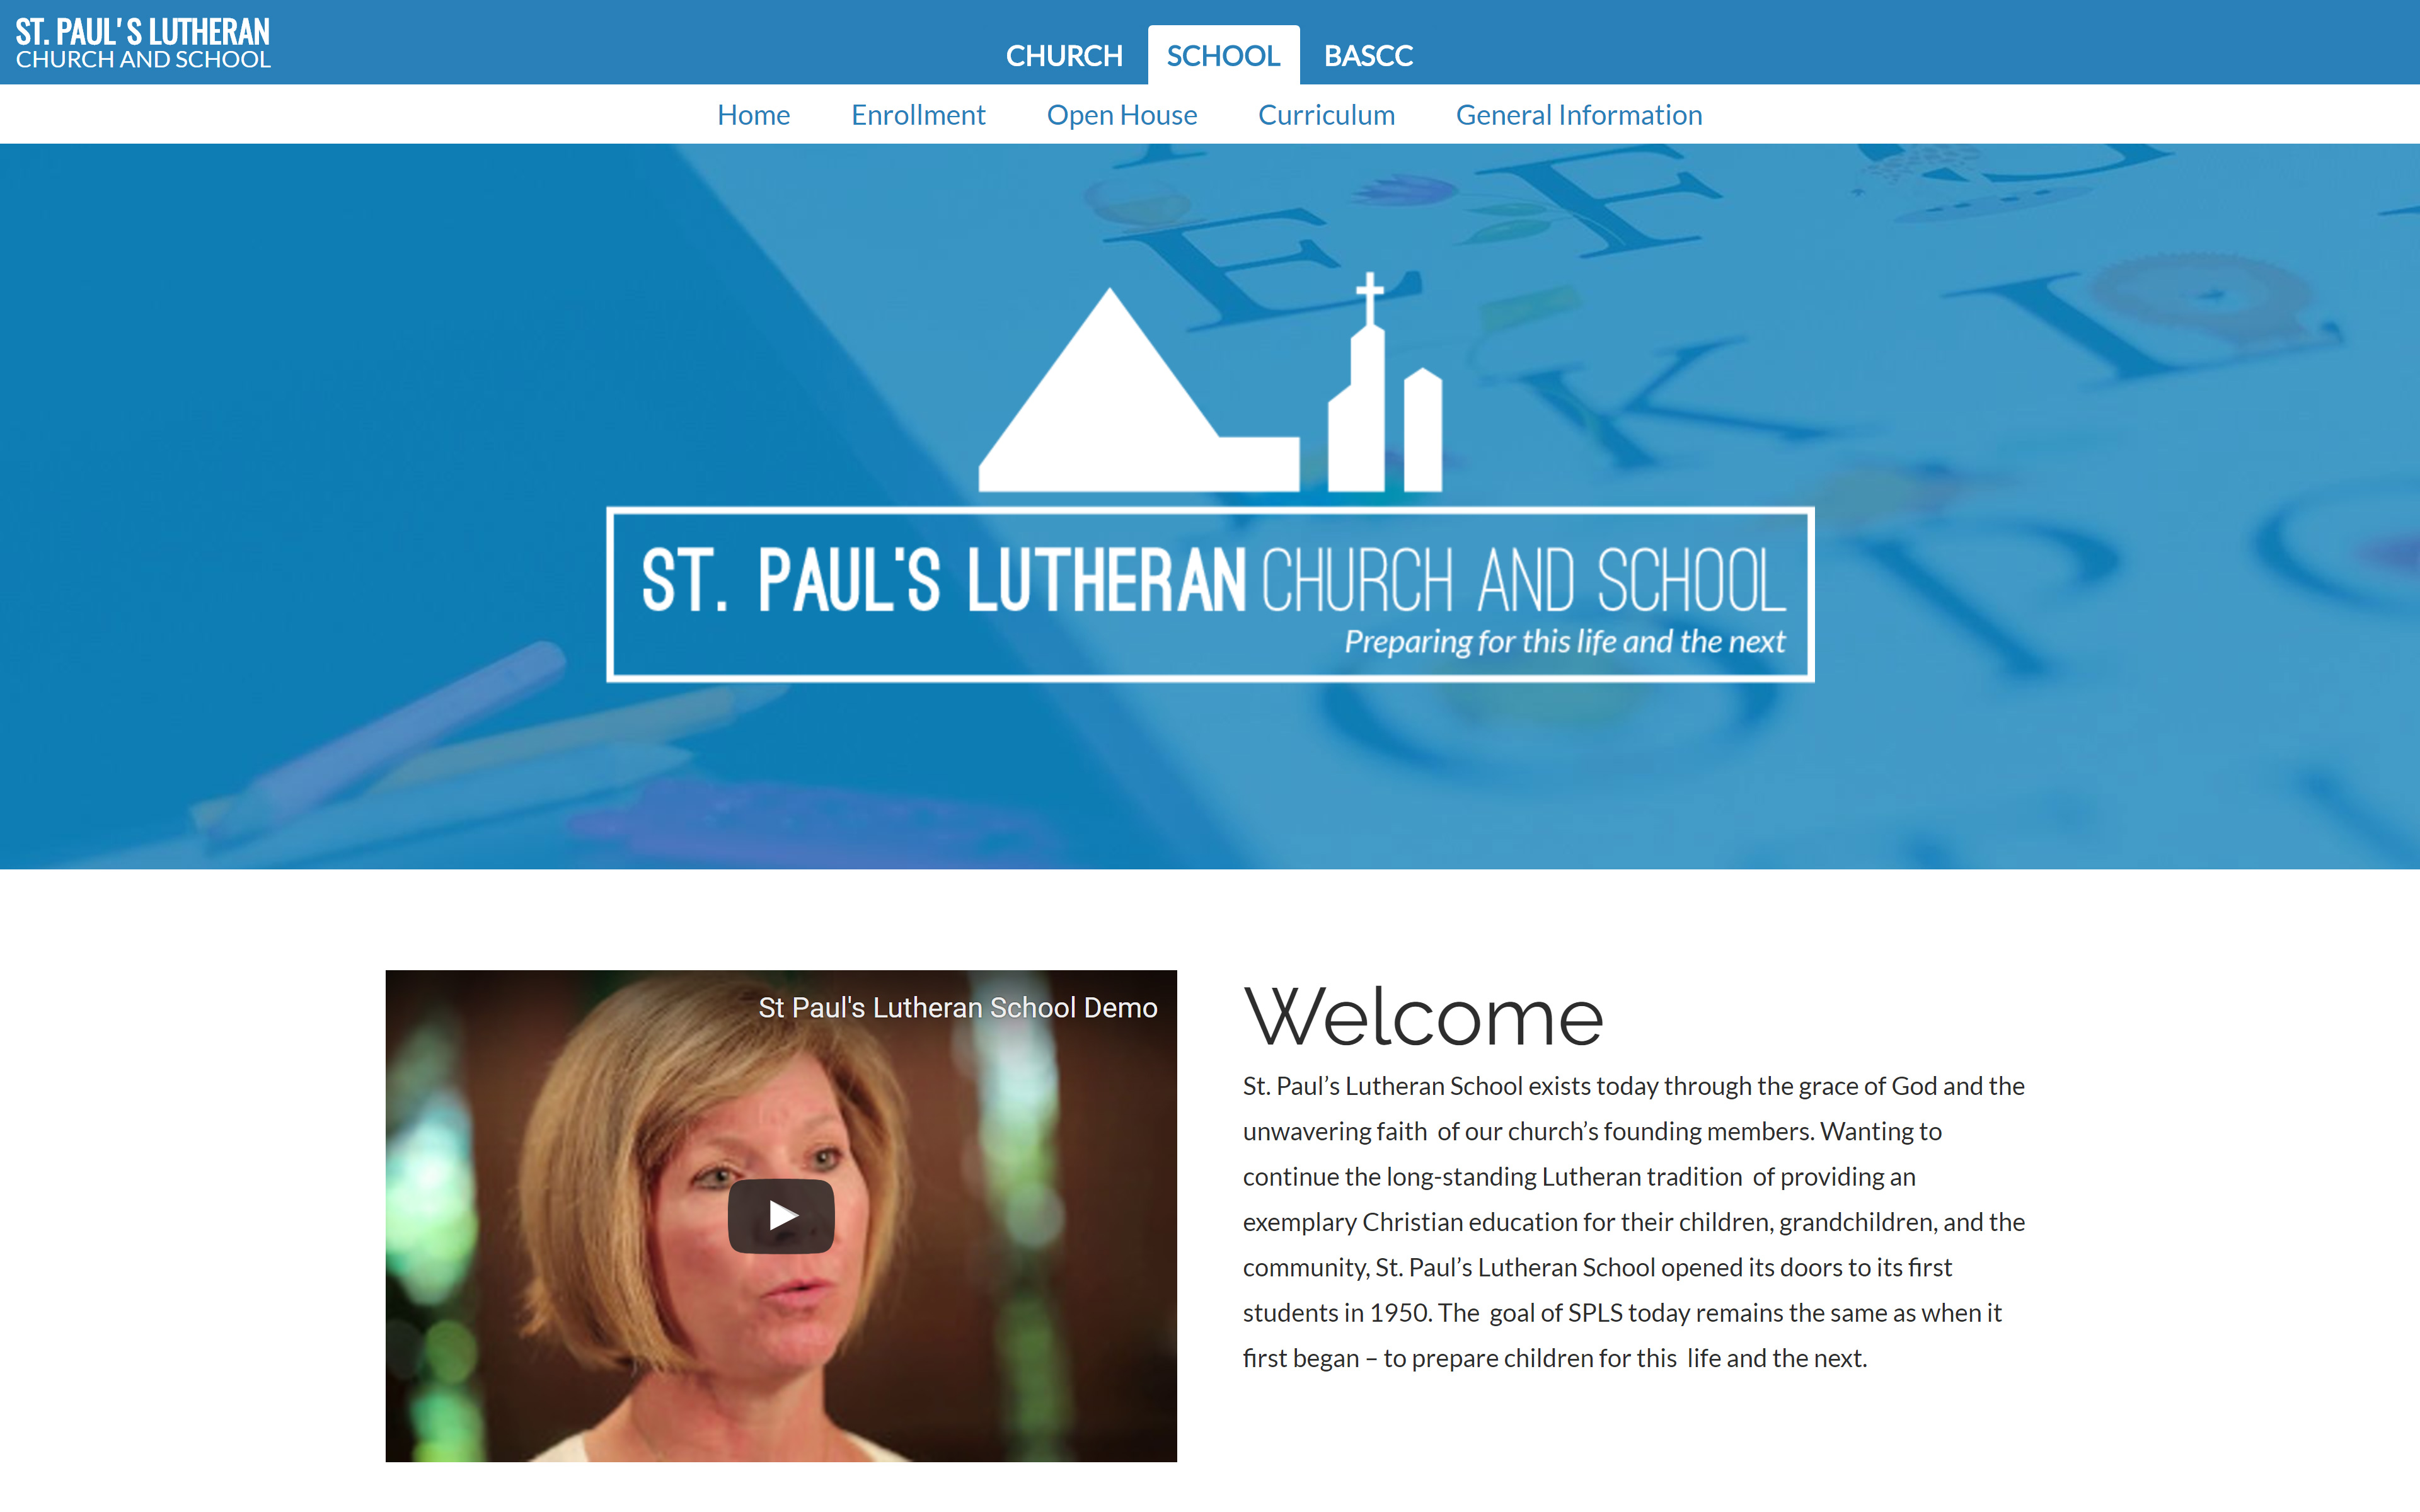 ST. PAUL'S LUTHERAN
CHURCH AND SCHOOL
CHURCH SCHOOL BASCC
Home Enrollment Open House Curriculum General Information
E F
L
K
P
ST. PAUL'S LUTHERAN CHURCH AND SCHOOL
Preparing for this life and the next
St Paul's Lutheran School Demo
Welcome
St. Paul’s Lutheran School exists today through the grace of God and the
unwavering faith of our church’s founding members. Wanting to
continue the long-standing Lutheran tradition of providing an
exemplary Christian education for their children, grandchildren, and the
community, St. Paul’s Lutheran School opened its doors to its first
students in 1950. The goal of SPLS today remains the same as when it
first began – to prepare children for this life and the next.